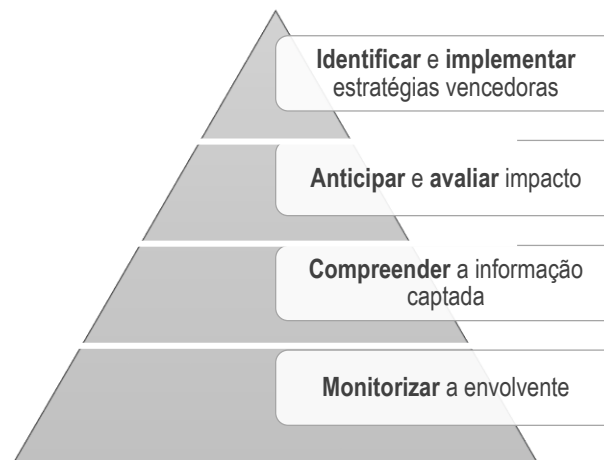 Identificar e implementar
estratégias vencedoras
Anticipar e avaliar impacto
Compreender a informação
captada
Monitorizar a envolvente